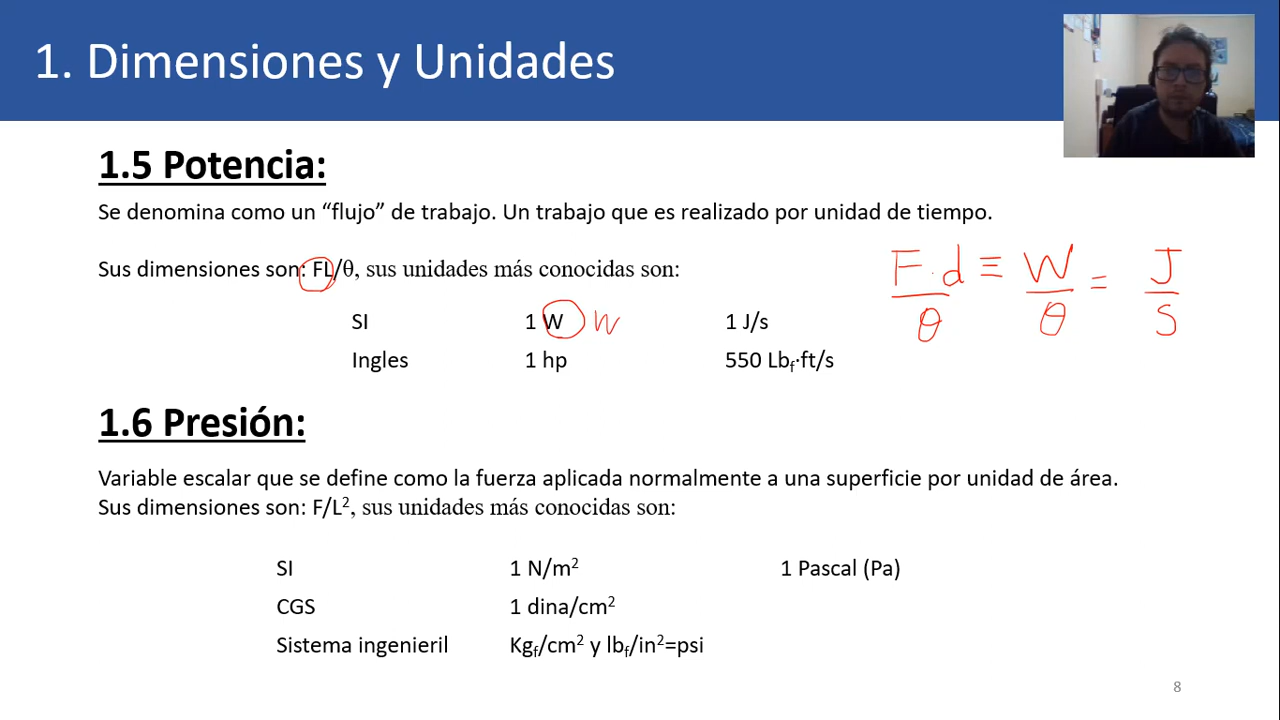 1. Dimensiones y Unidades
1.5 Potencia:
Se denomina como un “flujo” de trabajo. Un trabajo que es realizado por unidad de tiempo.
Sus dimensiones son: FL/θ, sus unidades más conocidas son:
F·d/θ ≡ W/θ = J/S
SI 1 W W 1 J/s
Ingles 1 hp 550 Lbf·ft/s
1.6 Presión:
Variable escalar que se define como la fuerza aplicada normalmente a una superficie por unidad de área.
Sus dimensiones son: F/L², sus unidades más conocidas son:
SI 1 N/m² 1 Pascal (Pa)
CGS 1 dina/cm²
Sistema ingenieril Kgf/cm² y lbf/in²=psi
8